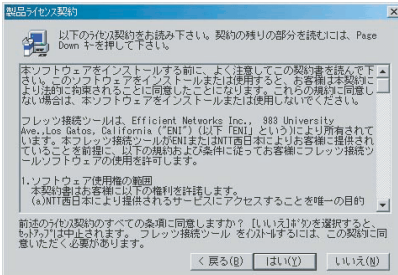 製品ライセンス契約
以下のライセンス契約をお読み下さい。契約の残りの部分を読むには、Page
Down キーを押して下さい。
本ソフトウェアをインストールする前に、よく注意してこの契約書を読んで下
さい。このソフトウェアをインストールまたは使用すると、お客様は本契約に
より法的に拘束されることに同意したことになります。これらの規約に同意し
ない場合は、本ソフトウェアをインストールまたは使用しないでください。
フレッツ接続ツールは、Efficient Networks Inc., 983 University
Ave.,Los Gatos, California ("ENI") (以下「ENI」という)により所有されて
います。本フレッツ接続ツールがENIまたはNTT西日本によりお客様に提供され
ていることを前提に、以下の規約および条件に従ってお客様にフレッツ接続ツ
ールソフトウェアの使用を許可します。
1.ソフトウェア使用権の範囲
本契約書はお客様に以下の権利を許諾します。
(a)NTT西日本により提供されるサービスにアクセスすることを唯一の目的
前述のライセンス契約のすべての条項に同意しますか? [いいえ]ボタンを選択すると、
セットアップは中止されます。 フレッツ接続ツール をインストールするには、この契約に同
意いただく必要があります。
< 戻る(B)
はい(Y)
いいえ(N)